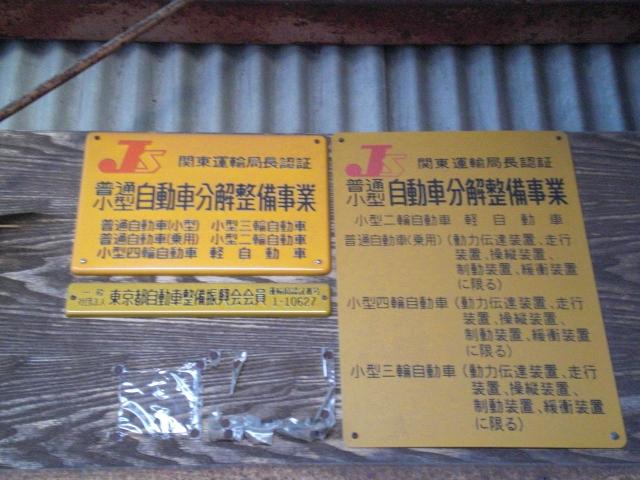 JS 関東運輸局長認証
普通
小型 自動車分解整備事業
普通自動車(小型) 小型三輪自動車
普通自動車(乗用) 小型二輪自動車
小型四輪自動車 軽自動車
一般
社団法人 東京都自動車整備振興会会員 1-10627
JS 関東運輸局長認証
普通
小型 自動車分解整備事業
小型二輪自動車 軽自動車
普通自動車(乗用)(動力伝達装置、走行
装置、操縦装置、
制動装置、緩衝装置
に限る)
小型四輪自動車(動力伝達装置、走行
装置、操縦装置、
制動装置、緩衝装置
に限る)
小型三輪自動車(動力伝達装置、走行
装置、操縦装置、
制動装置、緩衝装置
に限る)